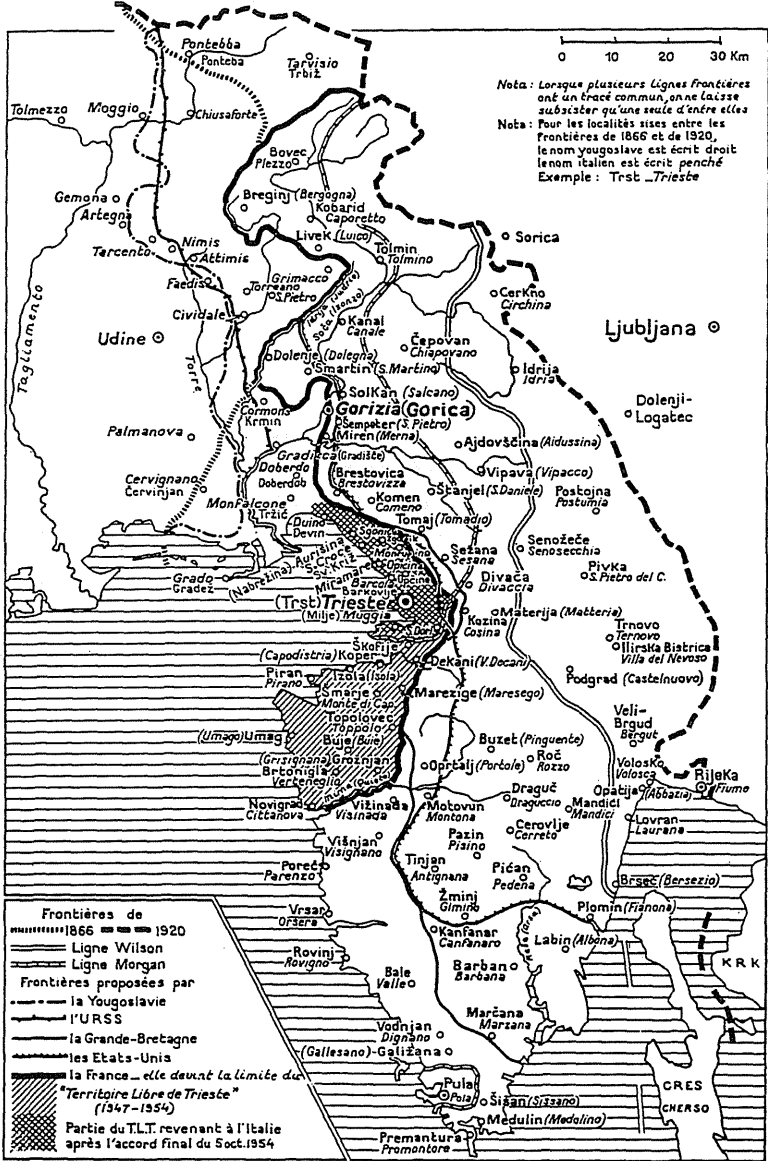 0 10 20 30 Km
Nota : Lorsque plusieurs lignes frontières
ont un tracé commun, on ne laisse
subsister qu'une seule d'entre elles
Nota : Pour les localités sises entre les
frontières de 1866 et de 1920,
le nom yougoslave est écrit droit
le nom italien est écrit penché
Exemple : Trst _ Trieste
Pontebba
Ponteba
Tarvisio
Trbiž
Tolmezzo
Moggio
Chiusaforte
Bovec
Plezzo
Gemona
Artegna
Breginj (Bergogna)
Kobarid
Caporetto
Livek (Luico)
Tolmin
Tolmino
Sorica
Tarcento
Nimis
Attimis
Faedis
Grimacco
Torreano
S. Pietro
Cerkno
Circhina
Idrija (Judrio)
Soča (Isonzo)
Cividale
Kanal
Canale
Tagliamento
Udine
Torre
Čepovan
Chiapovano
Ljubljana
Dolenje (Dolegna)
Smartin (S. Martino)
Idrija
Idria
Solkan (Salcano)
Cormons
Krmin
Gorizia (Gorica)
Dolenji-
Logatec
Šempeter (S. Pietro)
Palmanova
Miren (Merna)
Ajdovščina (Aidussina)
Gradisca (Gradište)
Doberdo
Doberdob
Brestovica
Brestovizza
Vipava (Vipacco)
Cervignano
Červinjan
Štanjel (S. Daniele)
Postojna
Postumia
Monfalcone
Tržič
Komen
Comeno
Duino
Devin
Tomaj (Tomadio)
Senožeče
Senosecchia
Sgonico
Monrupino
Opicina
Opčine
(Nabrežina) Aurisina
S. Croce
Sv. Križ
Miramare
Barcola
Barkovlje
Sežana
Sesana
Grado
Gradež
Divača
Divaccia
Pivka
S. Pietro del C.
(Trst) Trieste
(Milje) Muggia
Materija (Matteria)
Kozina
Cosina
Trnovo
Ternovo
Ilirska Bistrica
Villa del Nevoso
Škofije
(Capodistria) Koper
Dekani (V. Decani)
Piran
Pirano
Izola (Isola)
Podgrad (Castelnuovo)
Šmarje
Monte di Cap.
Marezige (Maresego)
Topolovec
Toppolo
Veli-
Brgud
Bergut
(Umago) Umag
Buje (Buie)
Buzet (Pinguente)
(Grisignana) Grožnjan
Roč
Rozzo
Volosko
Volosca
Brtonigla
Verteneglio
Oprtalj (Portole)
Rijeka
Fiume
Opatija
(Abbazia)
Novigrad
Cittanova
Vižinada
Visinada
Motovun
Montona
Draguč
Draguccio
Mandići
Mandici
Lovran
Laurana
Višnjan
Visignano
Cerovlje
Cerreto
Pazin
Pisino
Poreč
Parenzo
Tinjan
Antignana
Pićan
Pedena
Brseč (Bersezio)
Žminj
Gimino
Plomin (Fianona)
Vrsar
Orsera
Kanfanar
Canfanaro
Labin (Albona)
Rovinj
Rovigno
KRK
Bale
Valle
Barban
Barbana
Marčana
Marzana
Vodnjan
Dignano
(Gallesano)-Galižana
Pula
Pola
Šišan (Sissano)
CRES
CHERSO
Medulin (Medolino)
Premantura
Promontore
Frontières de
1866 1920
Ligne Wilson
Ligne Morgan
Frontières proposées par
la Yougoslavie
l'URSS
la Grande-Bretagne
les Etats-Unis
la France _ elle devint la limite du
"Territoire Libre de Trieste"
(1947-1954)
Partie du T.L.T. revenant à l'Italie
après l'accord final du 5 oct. 1954